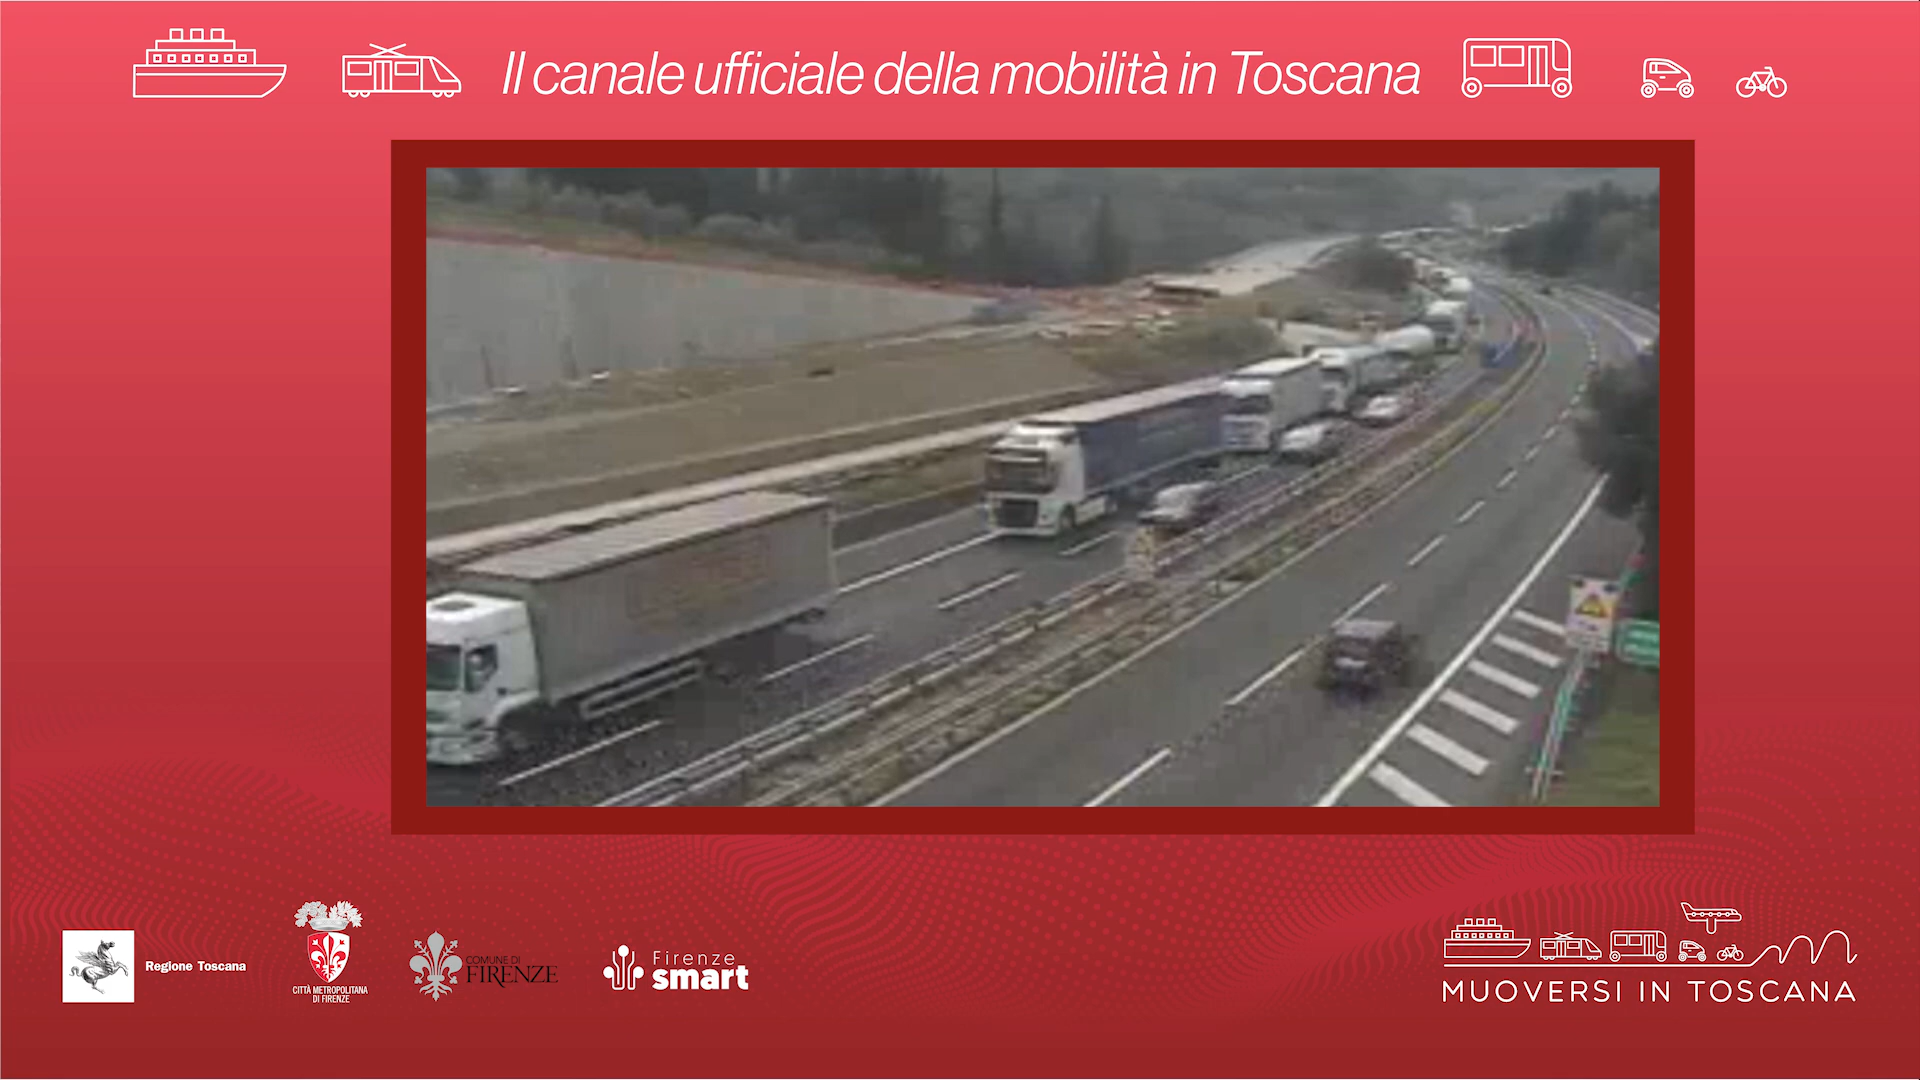 Il canale ufficiale della mobilità in Toscana
Regione Toscana
CITTÀ METROPOLITANA
DI FIRENZE
COMUNE DI
FIRENZE
Firenze
smart
MUOVERSI IN TOSCANA